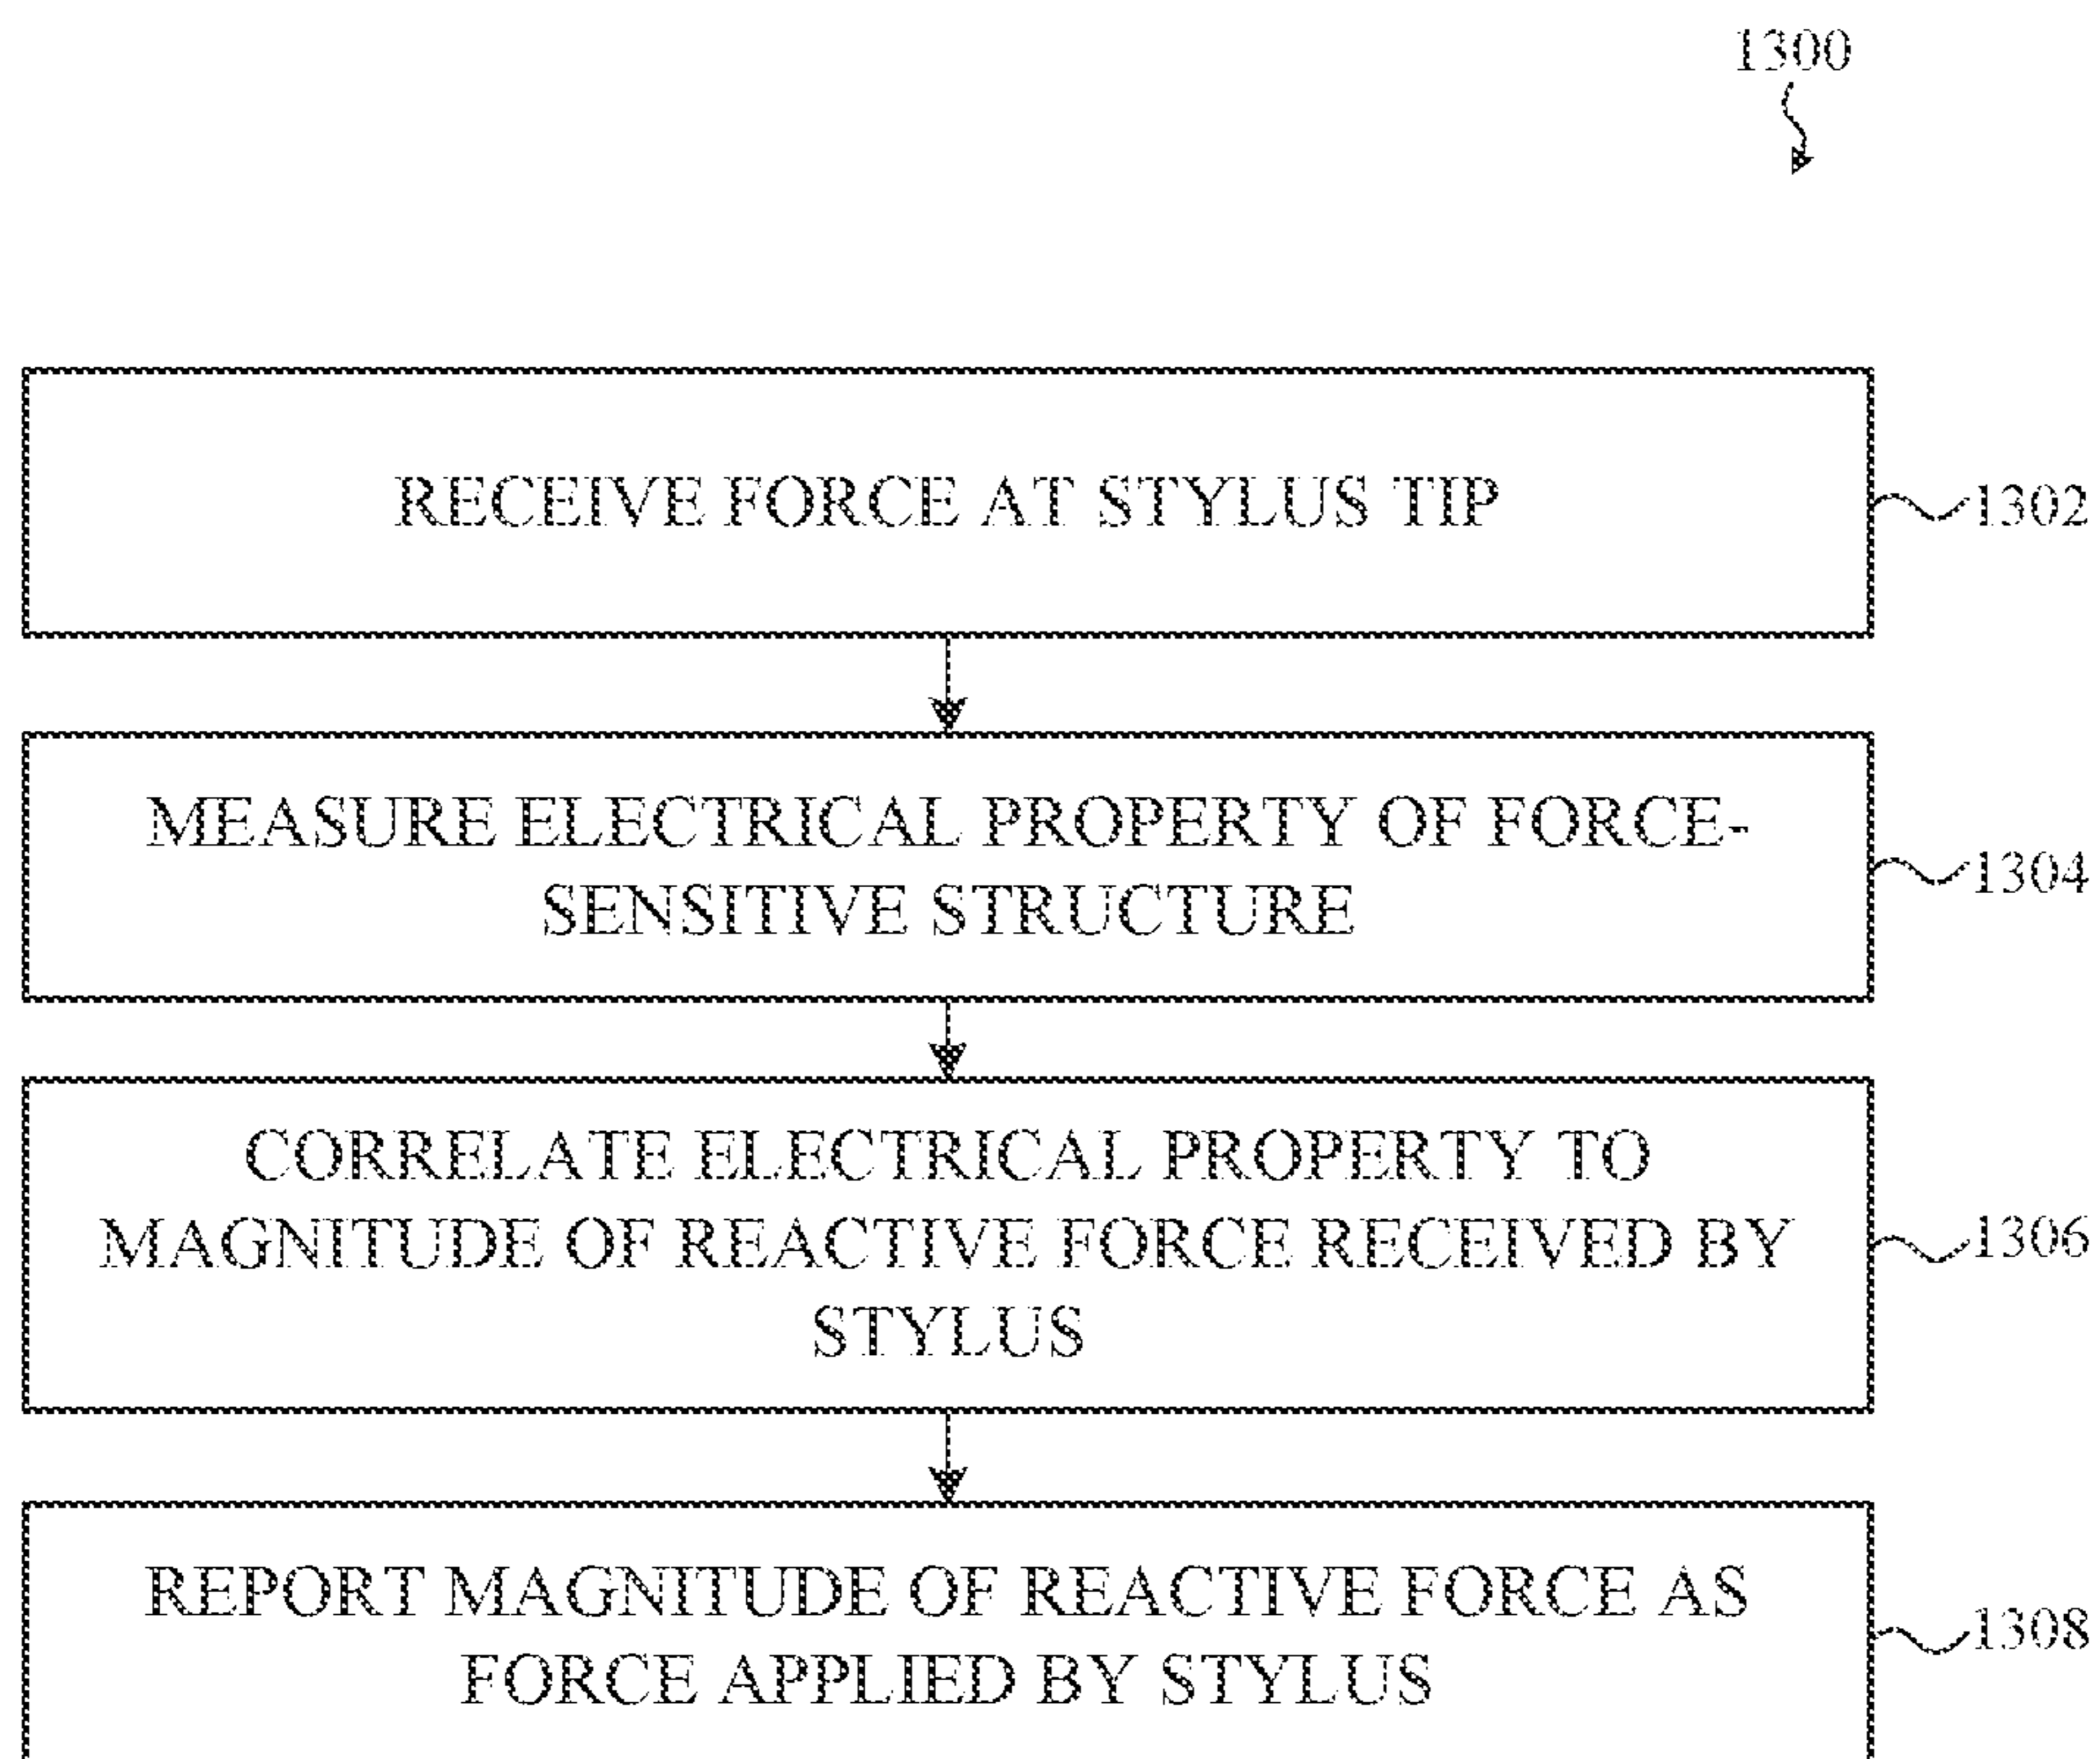 1300
RECEIVE FORCE AT STYLUS TIP
1302
MEASURE ELECTRICAL PROPERTY OF FORCE-
SENSITIVE STRUCTURE
1304
CORRELATE ELECTRICAL PROPERTY TO
MAGNITUDE OF REACTIVE FORCE RECEIVED BY
STYLUS
1306
REPORT MAGNITUDE OF REACTIVE FORCE AS
FORCE APPLIED BY STYLUS
1308